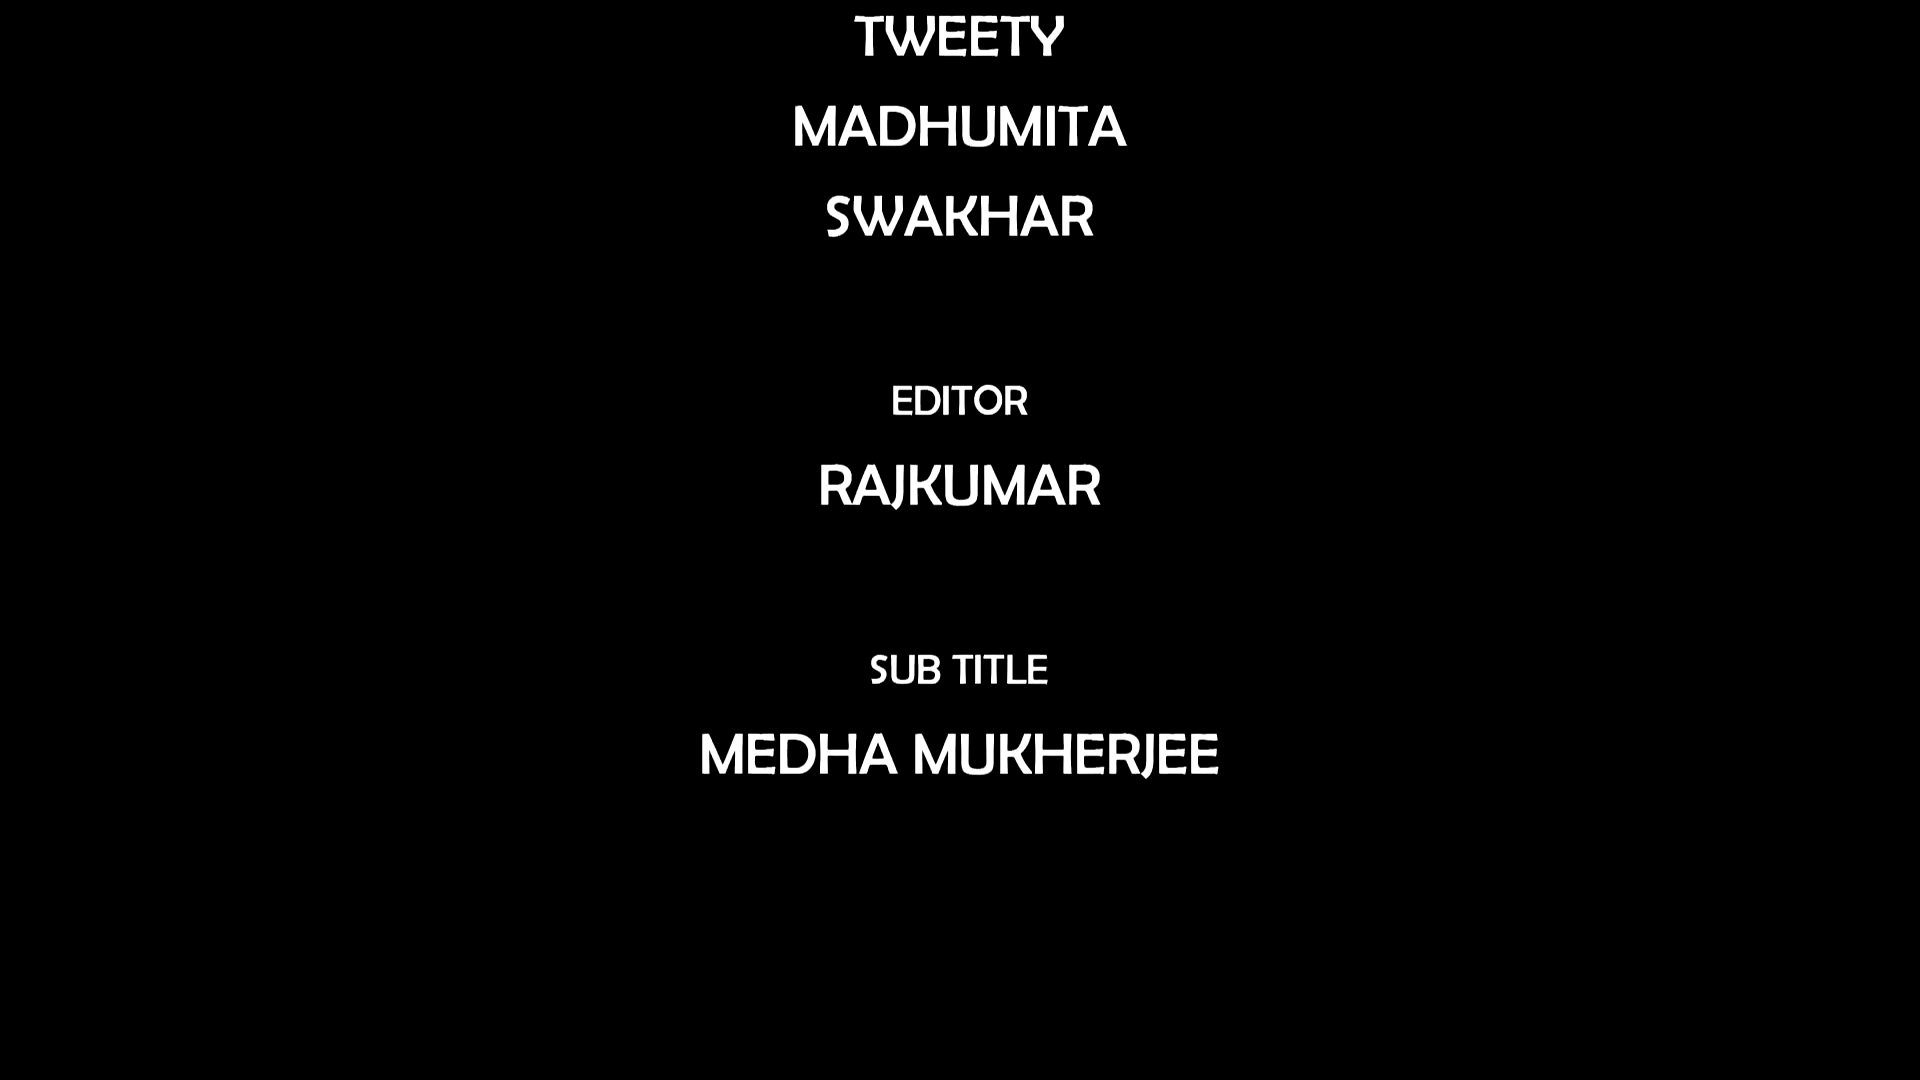 TWEETY
MADHUMITA
SWAKHAR
EDITOR
RAJKUMAR
SUB TITLE
MEDHA MUKHERJEE